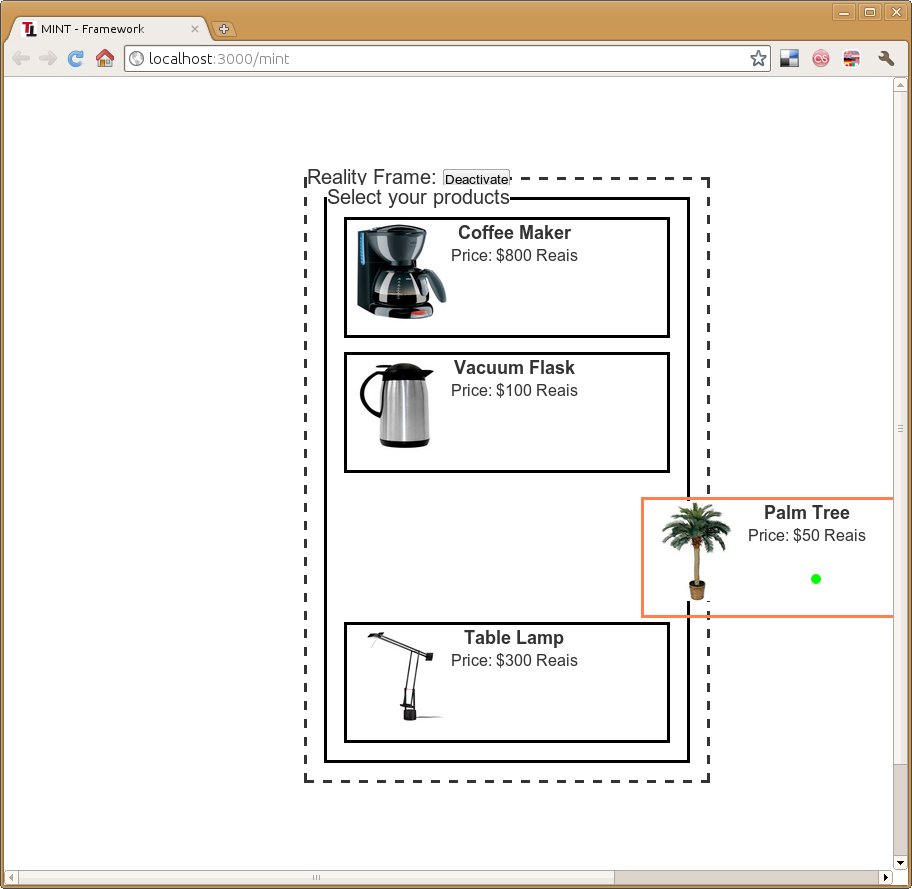 MINT - Framework
localhost:3000/mint
Reality Frame: Deactivate
Select your products
Coffee Maker
Price: $800 Reais
Vacuum Flask
Price: $100 Reais
Palm Tree
Price: $50 Reais
Table Lamp
Price: $300 Reais